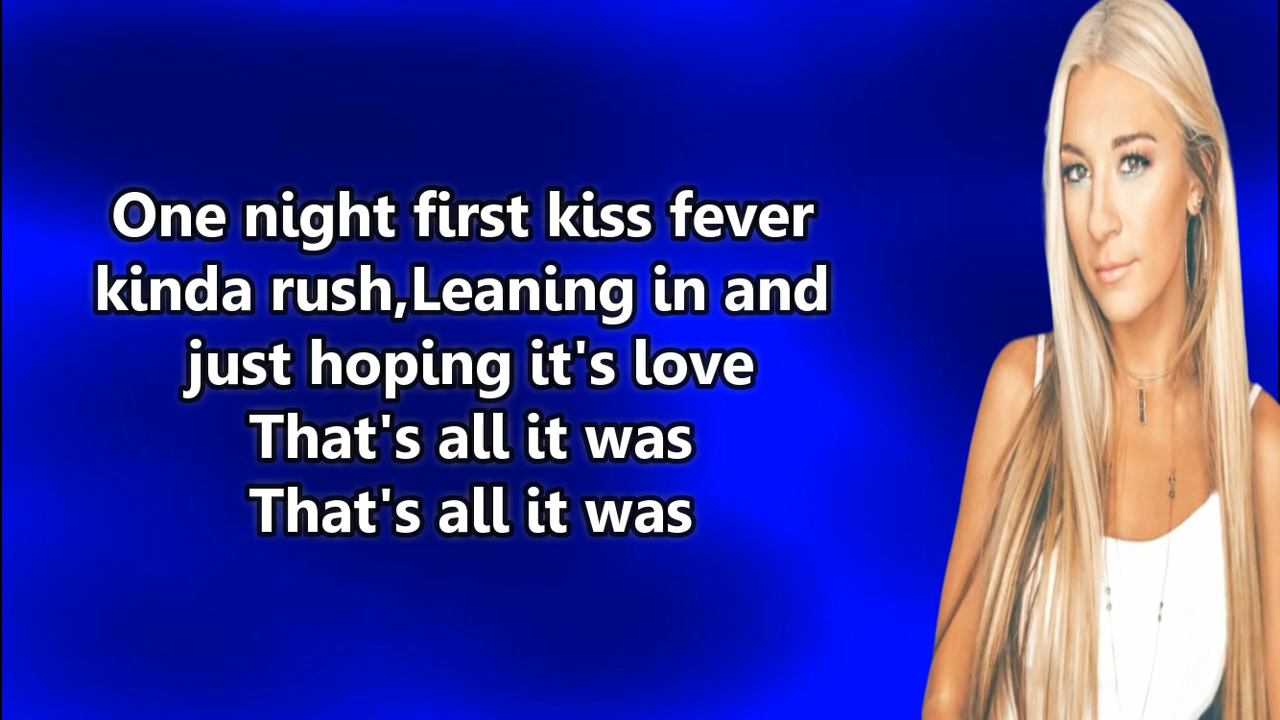 One night first kiss fever
kinda rush,Leaning in and
just hoping it's love
That's all it was
That's all it was